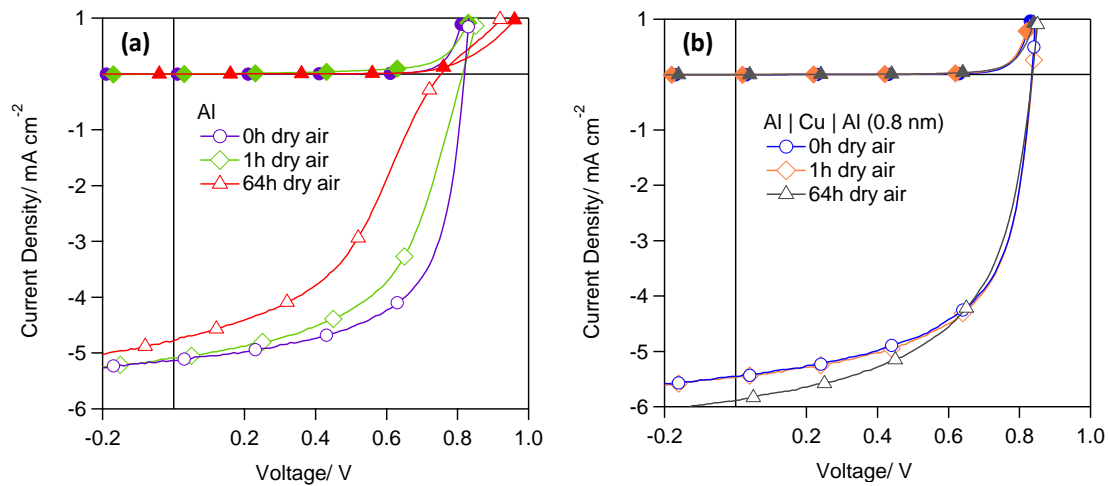 (a)
Al
0h dry air
1h dry air
64h dry air
1
0
-1
-2
-3
-4
-5
-6
-0.2
0.2
0.4
0.6
0.8
1.0
Current Density/ mA cm⁻²
Voltage/ V
(b)
Al | Cu | Al (0.8 nm)
0h dry air
1h dry air
64h dry air
1
0
-1
-2
-3
-4
-5
-6
-0.2
0.2
0.4
0.6
0.8
1.0
Current Density/ mA cm⁻²
Voltage/ V